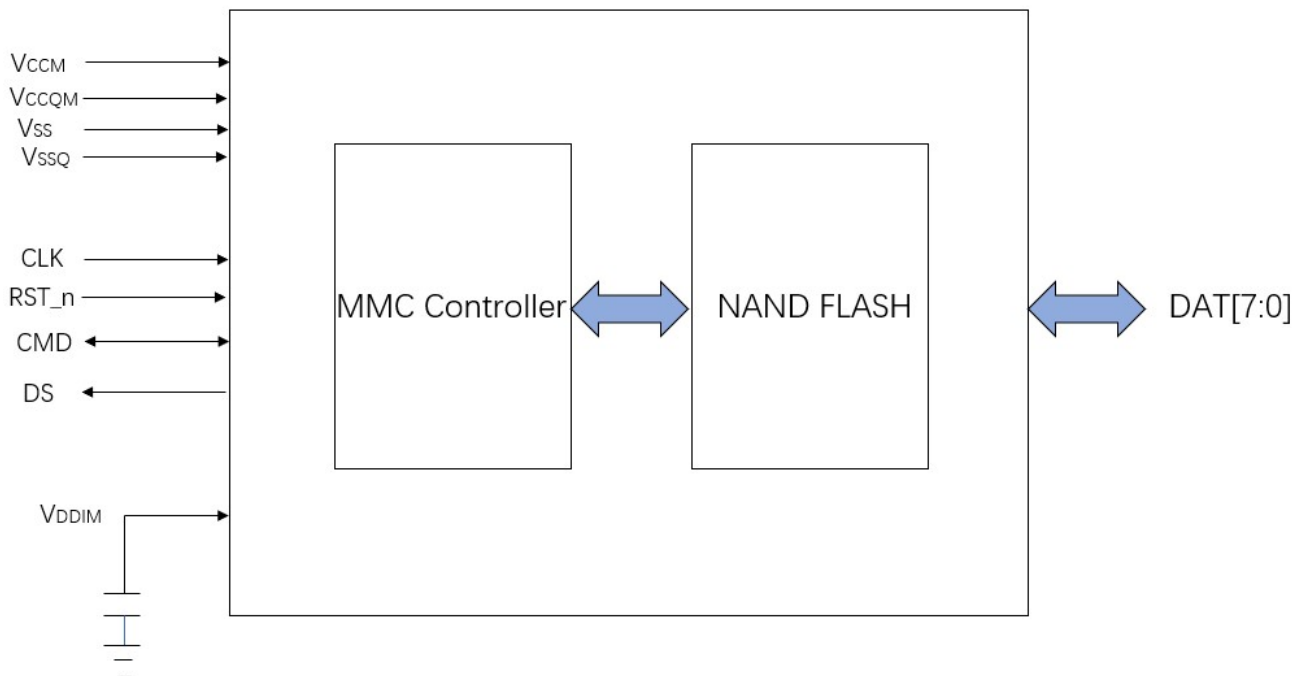 VCCM
VCCQM
VSS
VSSQ
CLK
RST_n
CMD
DS
VDDIM
MMC Controller
NAND FLASH
DAT[7:0]